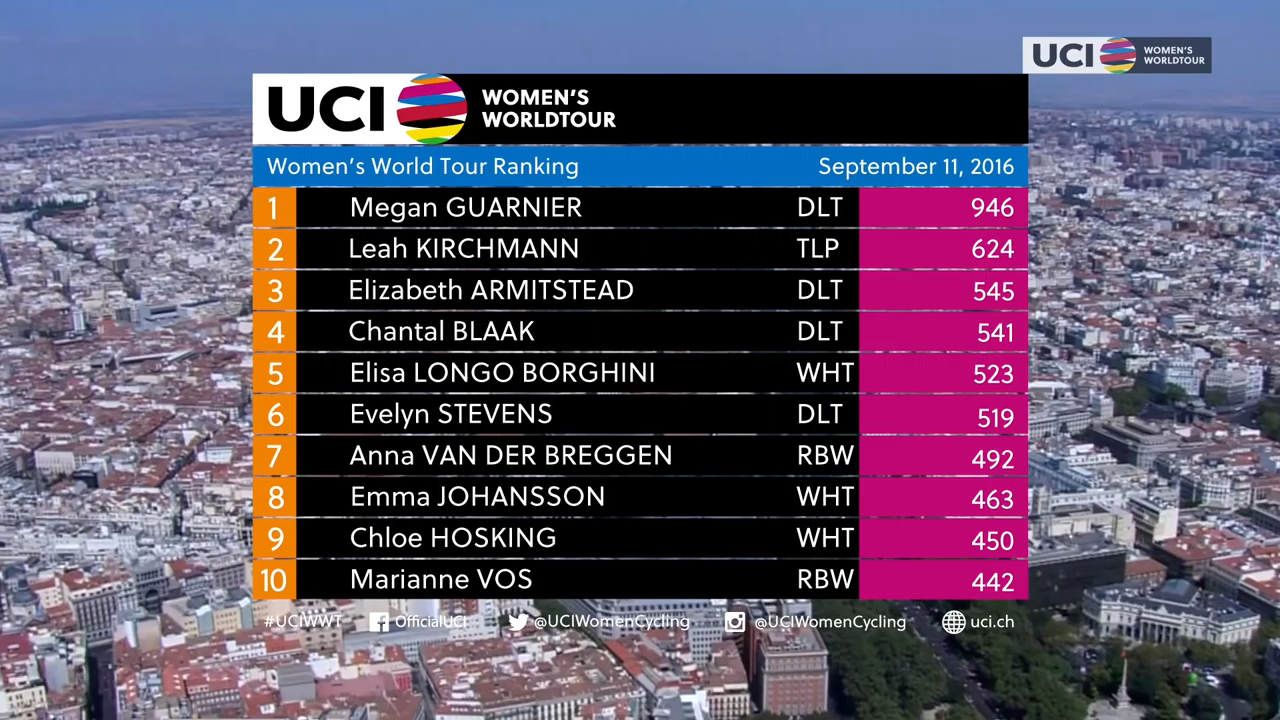 UCI WOMEN'S WORLDTOUR
UCI WOMEN'S WORLDTOUR
Women's World Tour Ranking September 11, 2016
1 Megan GUARNIER DLT 946
2 Leah KIRCHMANN TLP 624
3 Elizabeth ARMITSTEAD DLT 545
4 Chantal BLAAK DLT 541
5 Elisa LONGO BORGHINI WHT 523
6 Evelyn STEVENS DLT 519
7 Anna VAN DER BREGGEN RBW 492
8 Emma JOHANSSON WHT 463
9 Chloe HOSKING WHT 450
10 Marianne VOS RBW 442
#UCIWWT OfficialUCI @UCIWomenCycling @UCIWomenCycling uci.ch